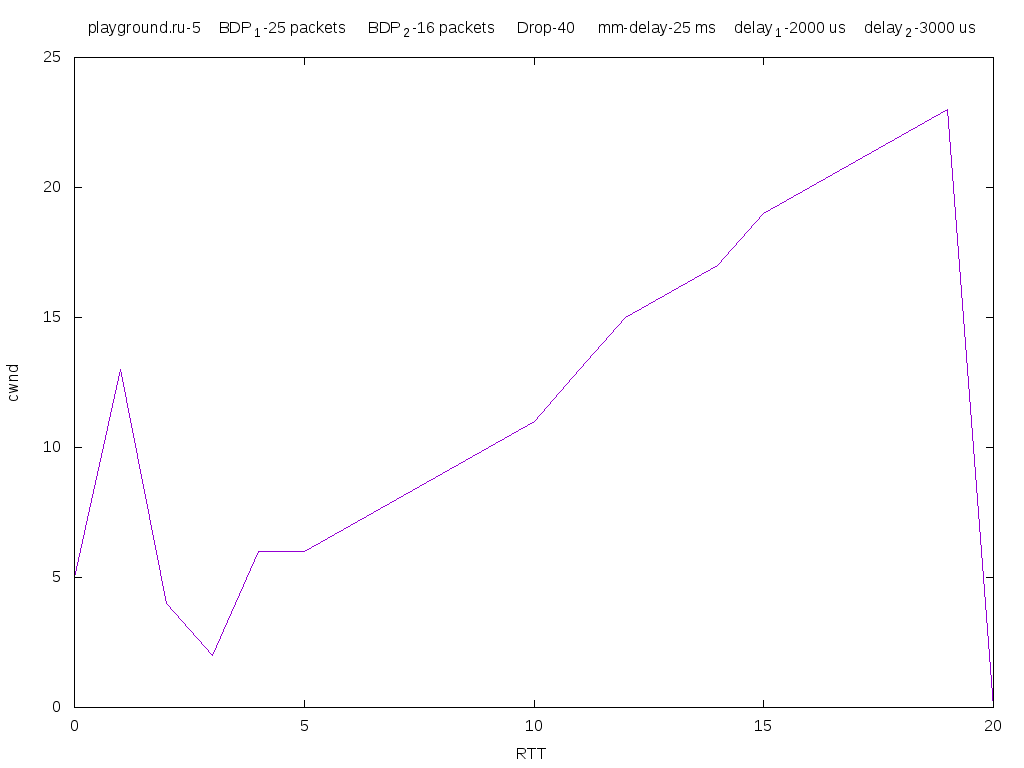 playground.ru-5 BDP₁-25 packets BDP₂-16 packets Drop-40 mm-delay-25 ms delay₁-2000 us delay₂-3000 us
25
20
15
10
5
0
cwnd
0 5 10 15 20
RTT